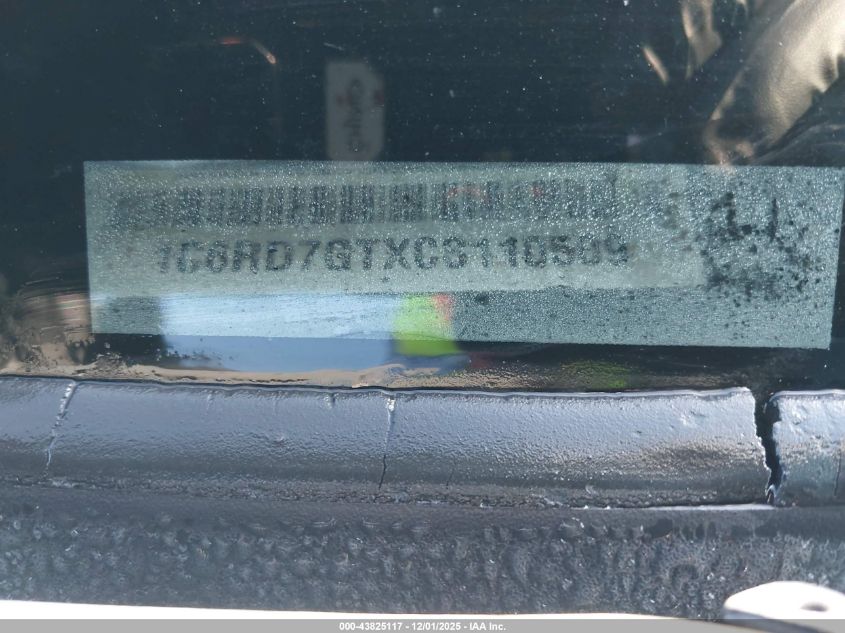 1C6RD7GTXCS110509
000-43825117 - 12/01/2025 - IAA Inc.